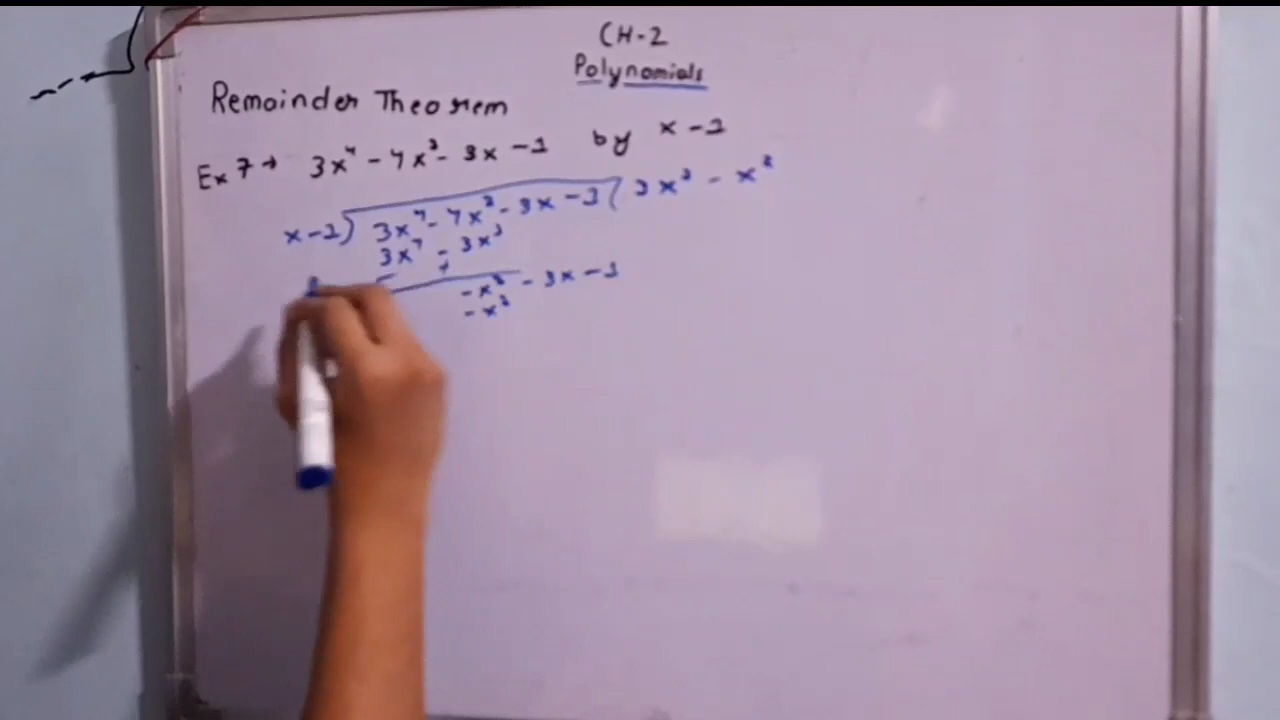 CH-2
Polynomials
Remainder Theorem
Ex 7 → 3x⁴ - 4x³ - 3x - 1 by x - 1
x-1) 3x⁴ - 4x³ - 3x - 1 ( 3x³ - x²
3x⁴ - 3x³
- +
-x³ - 3x - 1
-x³